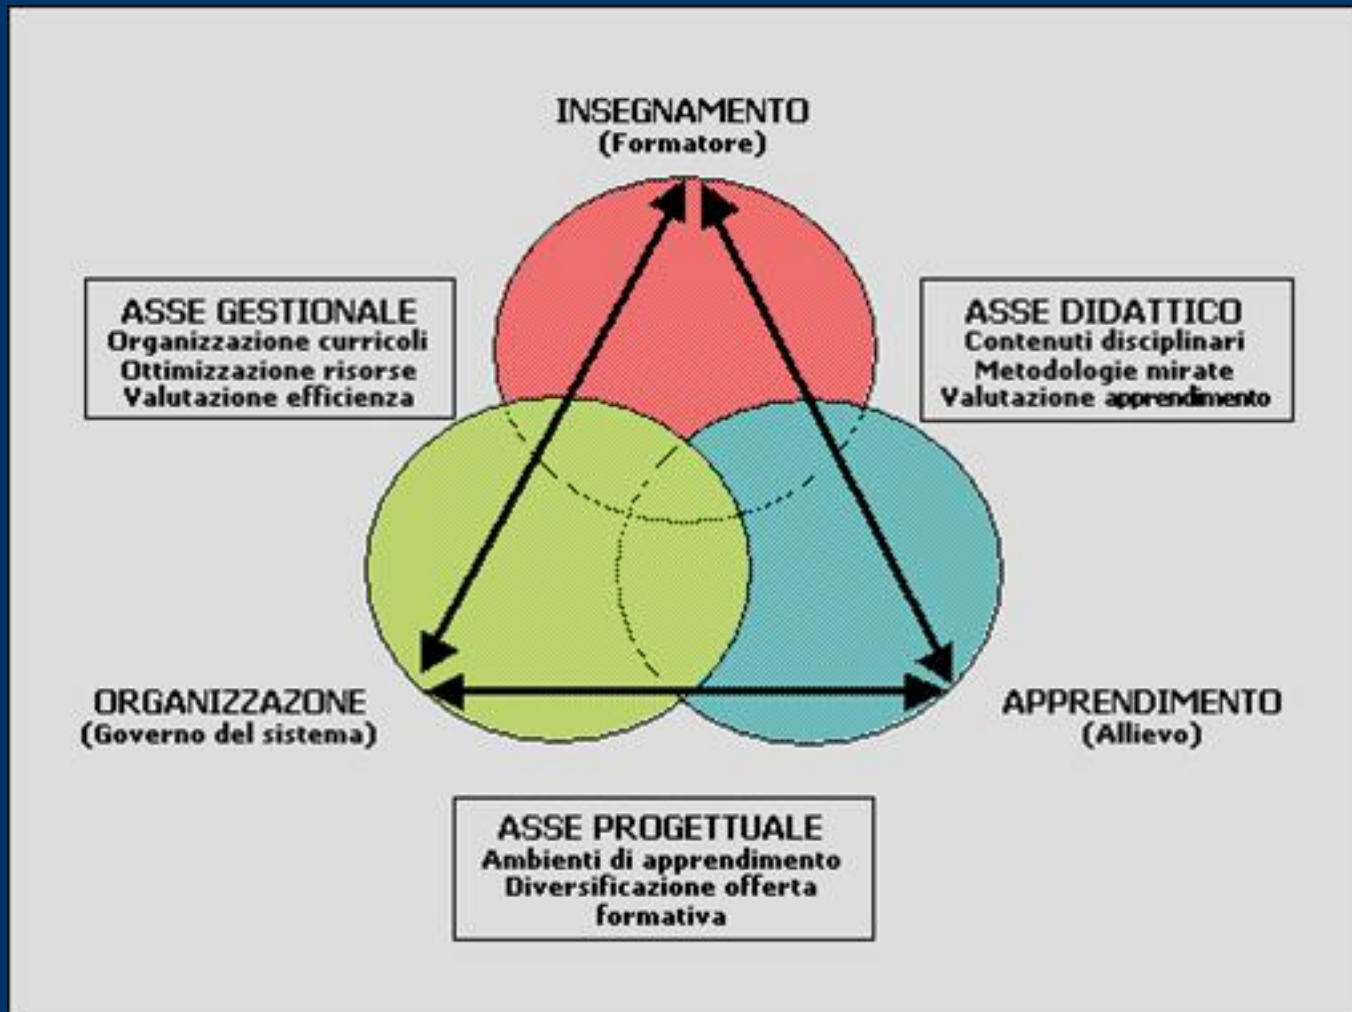 INSEGNAMENTO
(Formatore)
ASSE GESTIONALE
Organizzazione curricoli
Ottimizzazione risorse
Valutazione efficienza
ASSE DIDATTICO
Contenuti disciplinari
Metodologie mirate
Valutazione apprendimento
ORGANIZZAZONE
(Governo del sistema)
APPRENDIMENTO
(Allievo)
ASSE PROGETTUALE
Ambienti di apprendimento
Diversificazione offerta
formativa